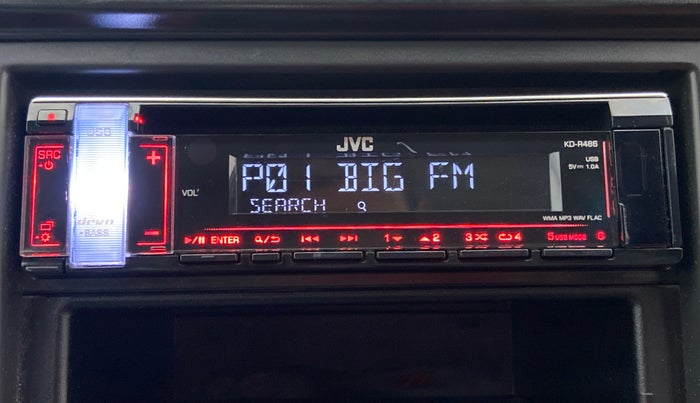 JVC
KD-R486
SRC
+
VOL
P01 BIG FM
SEARCH
USB
5V 1.0A
WMA MP3 WAV FLAC
BASS
ENTER
1
2
3
4
5 USB MODE
6